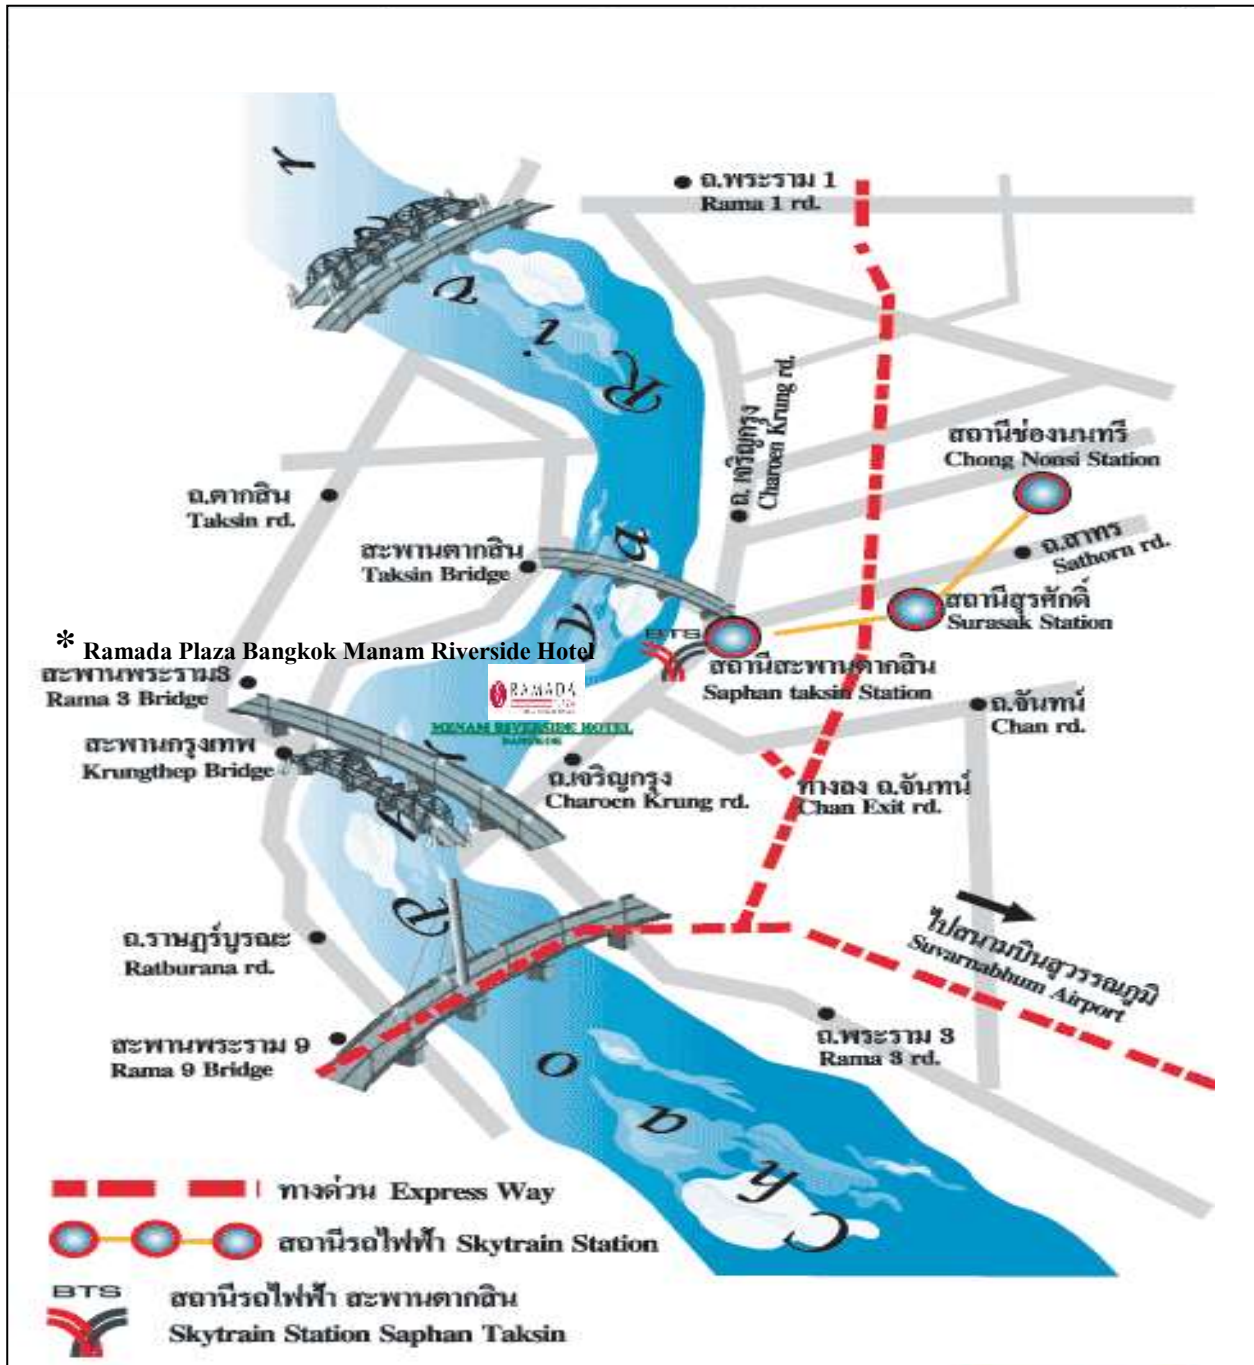 ถ.พระราม 1
Rama 1 rd.
ถ. เจริญกรุง
Charoen Krung rd.
สถานีช่องนนทรี
Chong Nonsi Station
ถ.ตากสิน
Taksin rd.
สะพานตากสิน
Taksin Bridge
ถ.สาทร
Sathorn rd.
สถานีสุรศักดิ์
Surasak Station
BTS
* Ramada Plaza Bangkok Manam Riverside Hotel
สถานีสะพานตากสิน
Saphan taksin Station
สะพานพระราม3
Rama 3 Bridge
RAMADA
MENAM RIVERSIDE HOTEL
BANGKOK
ถ.จันทน์
Chan rd.
สะพานกรุงเทพ
Krungthep Bridge
ถ.เจริญกรุง
Charoen Krung rd.
ทางลง ถ.จันทน์
Chan Exit rd.
ถ.ราษฎร์บูรณะ
Ratburana rd.
ไปสนามบินสุวรรณภูมิ
Suvarnabhum Airport
สะพานพระราม 9
Rama 9 Bridge
ถ.พระราม 3
Rama 3 rd.
Chao Phaya River
ทางด่วน Express Way
สถานีรถไฟฟ้า Skytrain Station
BTS
สถานีรถไฟฟ้า สะพานตากสิน
Skytrain Station Saphan Taksin